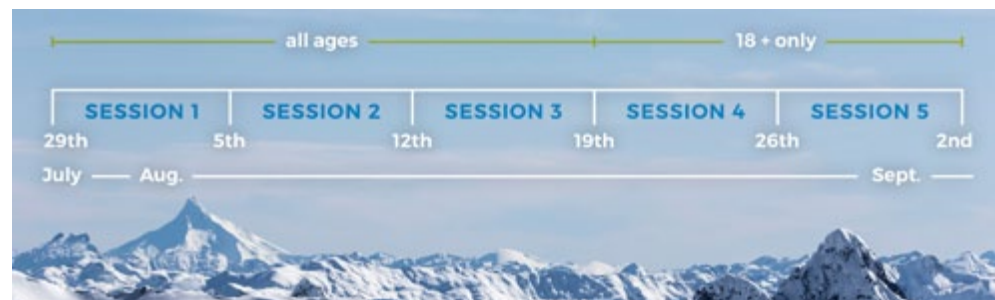 all ages 18 + only
SESSION 1 SESSION 2 SESSION 3 SESSION 4 SESSION 5
29th 5th 12th 19th 26th 2nd
July Aug. Sept.